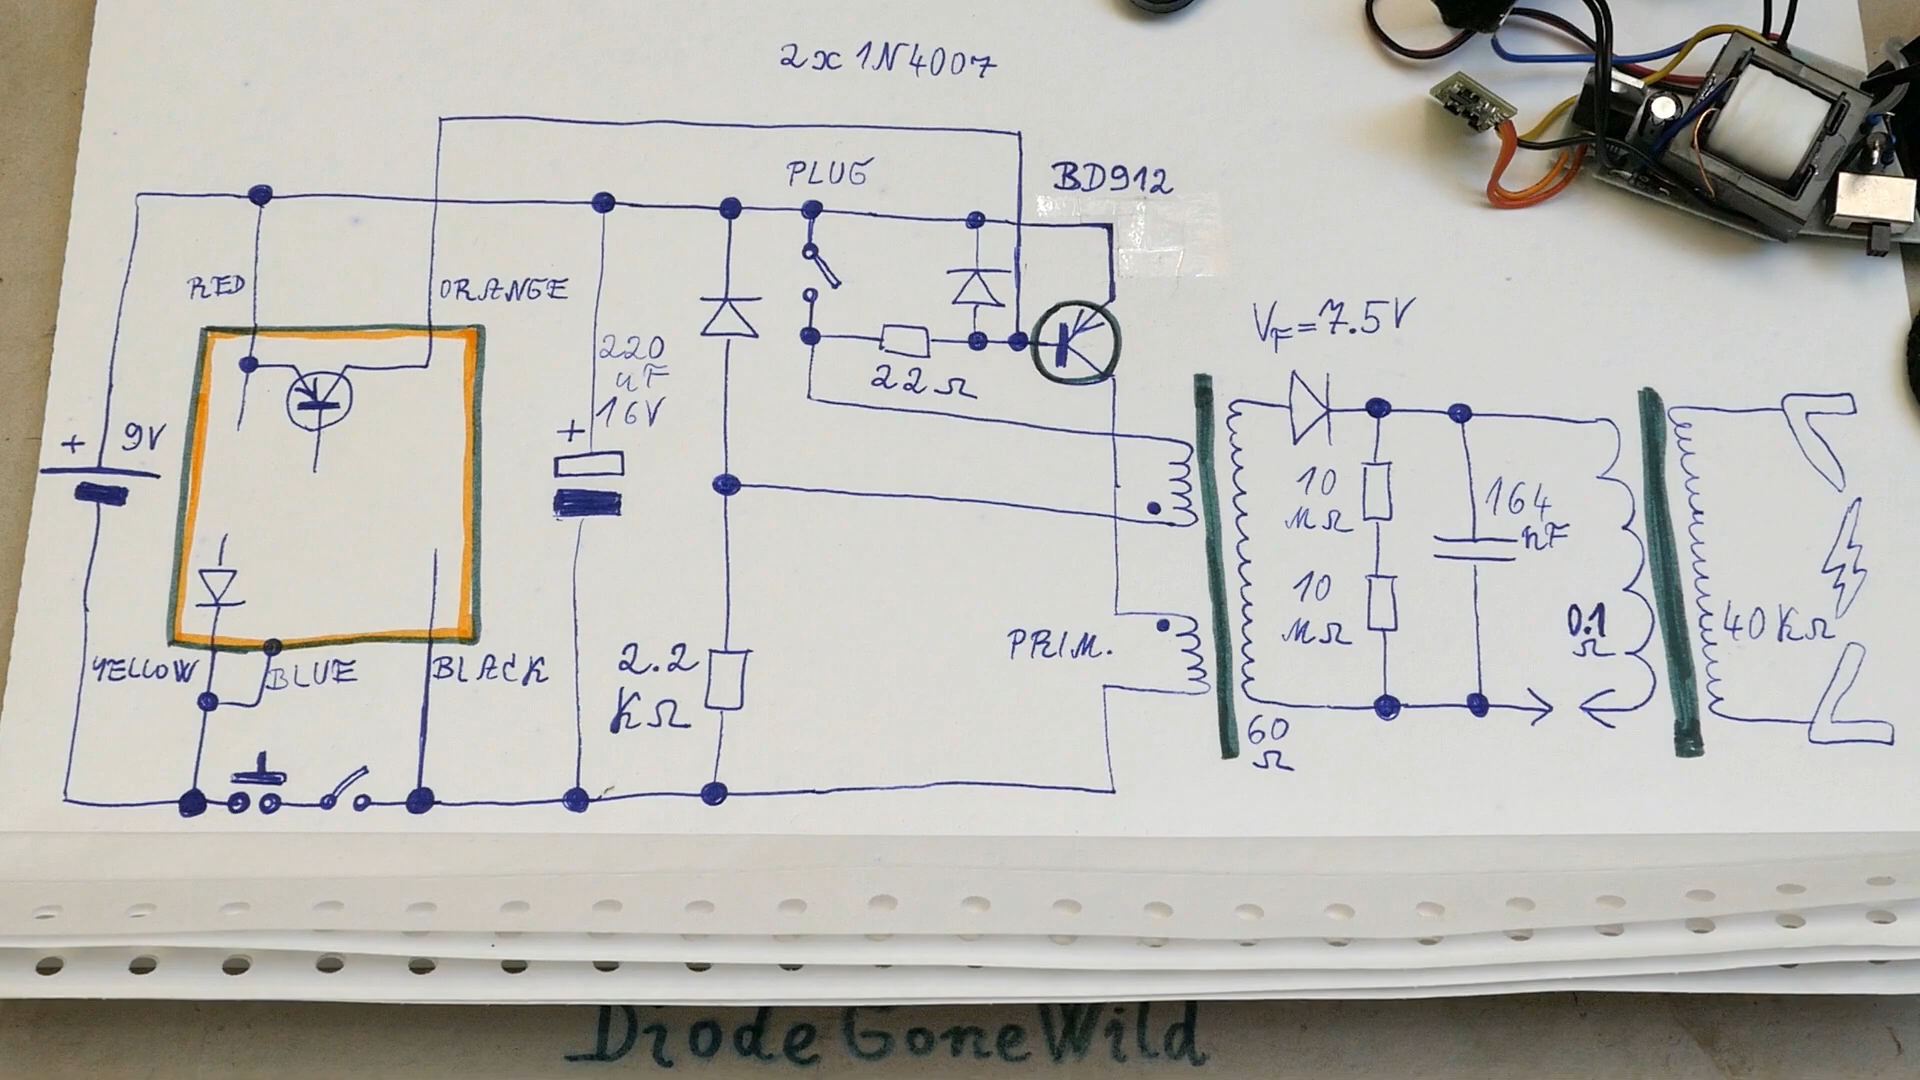 2x 1N4007
PLUG
BD912
RED
ORANGE
VF=7.5V
220
uF
16V
+
22Ω
+ 9V
10
MΩ
164
nF
10
MΩ
0.1
Ω
40KΩ
PRIM.
YELLOW
BLUE
BLACK
2.2
KΩ
60
Ω
DiodeGoneWild